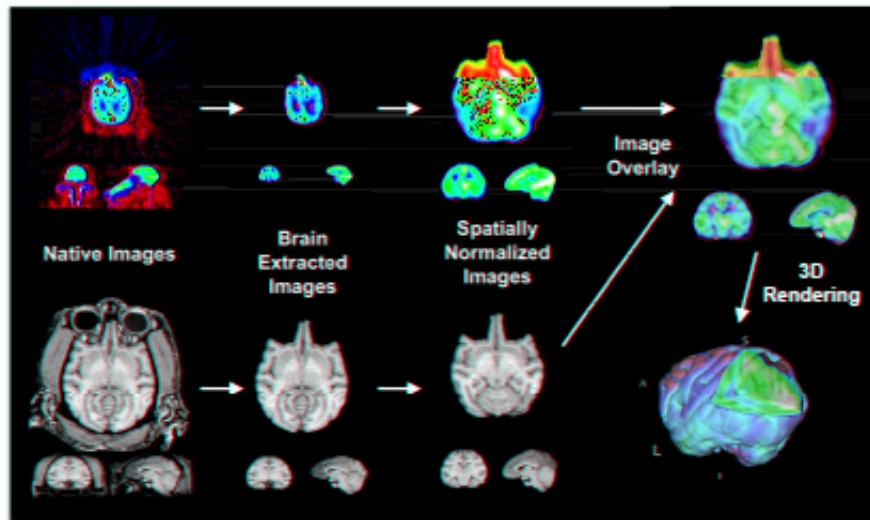 Image
Overlay
Native Images
Brain
Extracted
Images
Spatially
Normalized
Images
3D
Rendering
S
A
L
I